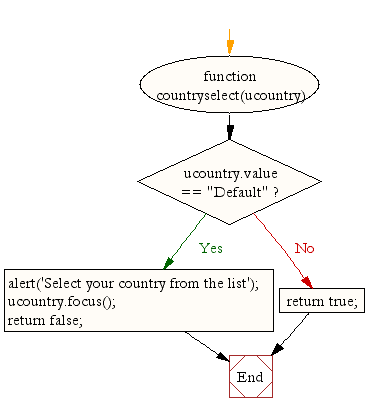 function
countryselect(ucountry)
ucountry.value
== "Default" ?
Yes
No
alert('Select your country from the list');
ucountry.focus();
return false;
return true;
End